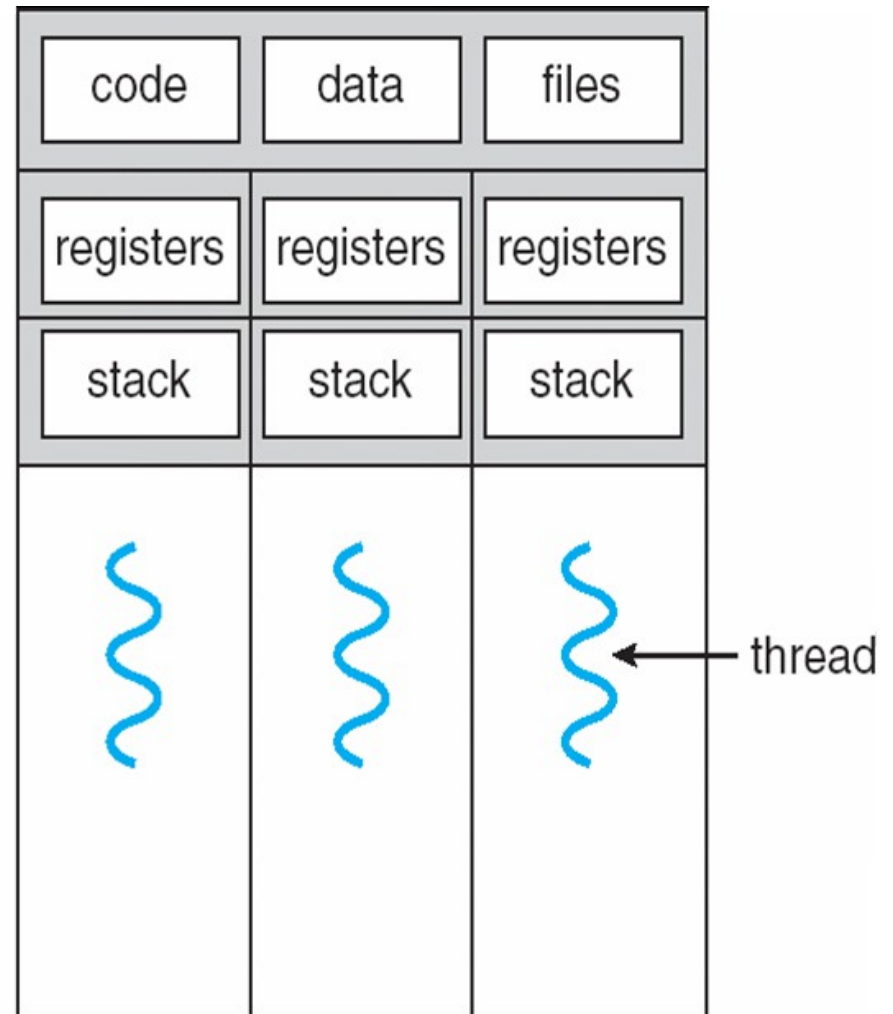 code data files
registers registers registers
stack stack stack
thread